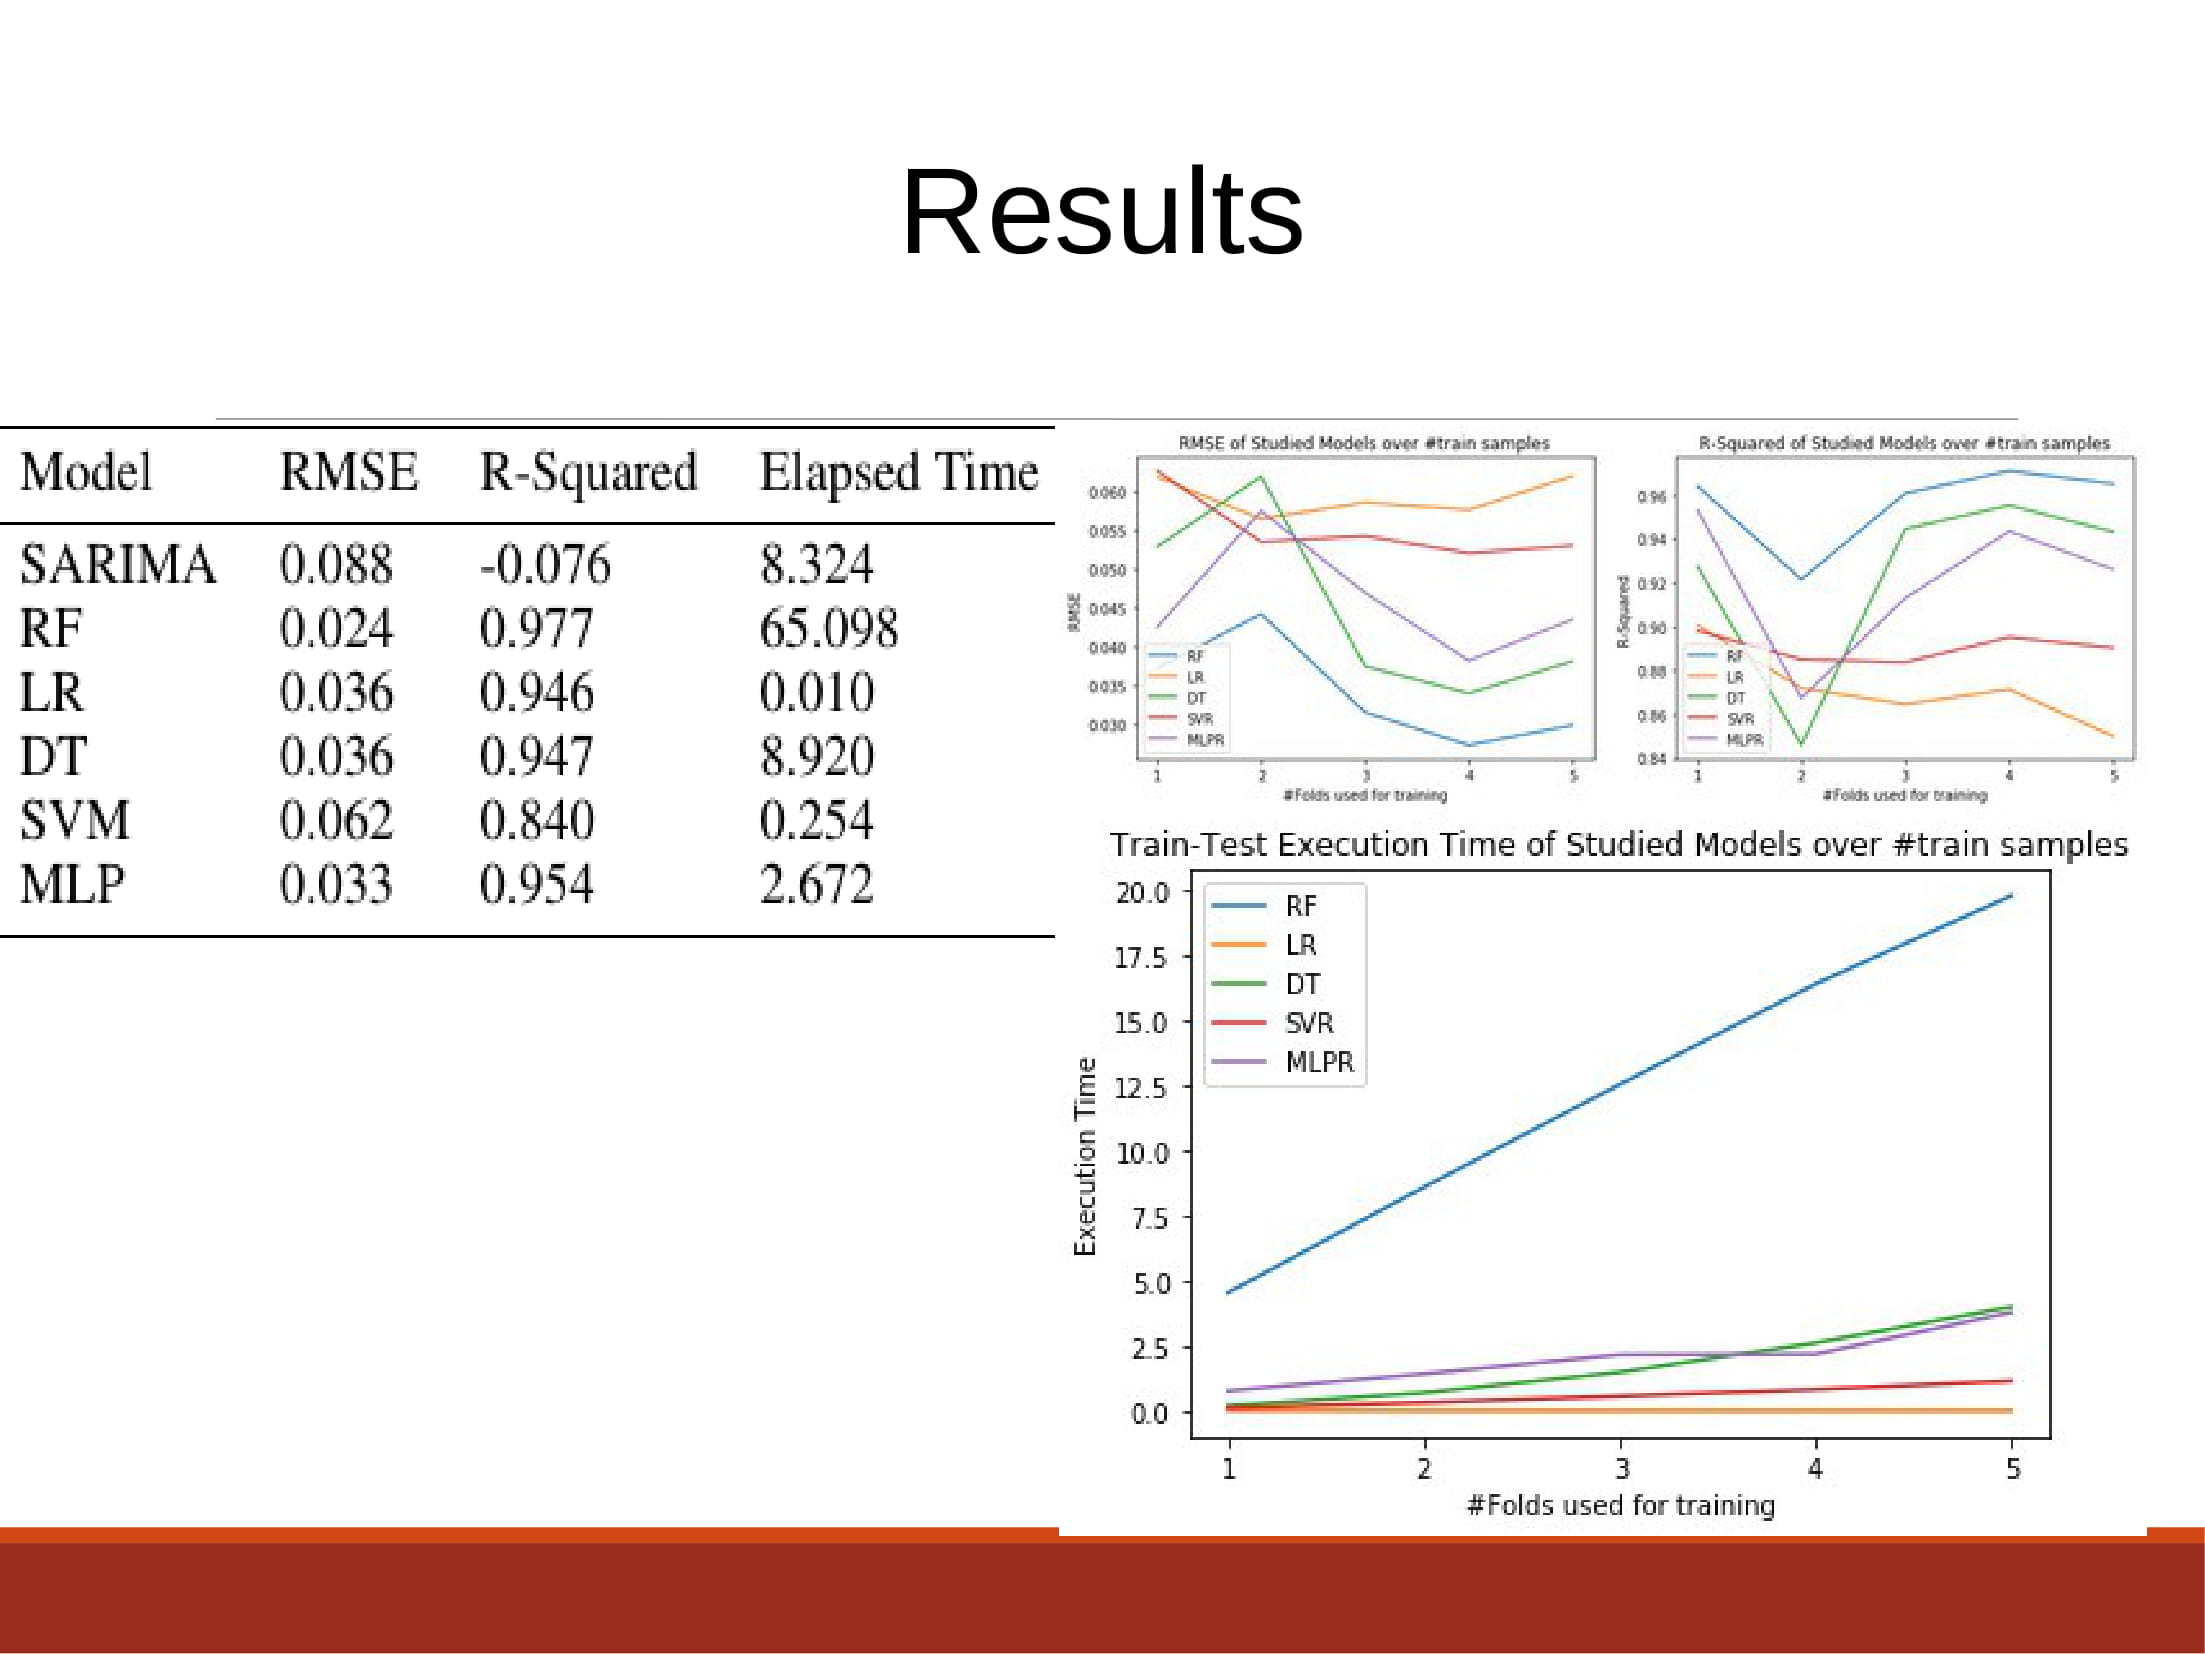 Results
Model RMSE R-Squared Elapsed Time
SARIMA 0.088 -0.076 8.324
RF 0.024 0.977 65.098
LR 0.036 0.946 0.010
DT 0.036 0.947 8.920
SVM 0.062 0.840 0.254
MLP 0.033 0.954 2.672
RMSE of Studied Models over #train samples
0.060
0.055
0.050
0.045
0.040
0.035
0.030
RMSE
RF
LR
DT
SVR
MLPR
1 2 3 4 5
#Folds used for training
R-Squared of Studied Models over #train samples
0.96
0.94
0.92
0.90
0.88
0.86
0.84
R-Squared
RF
LR
DT
SVR
MLPR
1 2 3 4 5
#Folds used for training
Train-Test Execution Time of Studied Models over #train samples
20.0
17.5
15.0
12.5
10.0
7.5
5.0
2.5
0.0
Execution Time
RF
LR
DT
SVR
MLPR
1 2 3 4 5
#Folds used for training